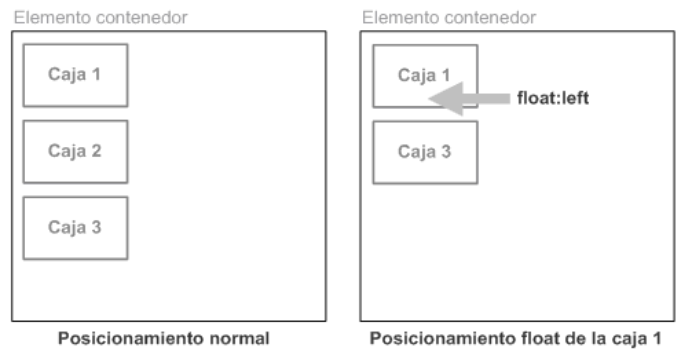 Elemento contenedor
Caja 1
Caja 2
Caja 3
Posicionamiento normal
Elemento contenedor
Caja 1
float:left
Caja 3
Posicionamiento float de la caja 1